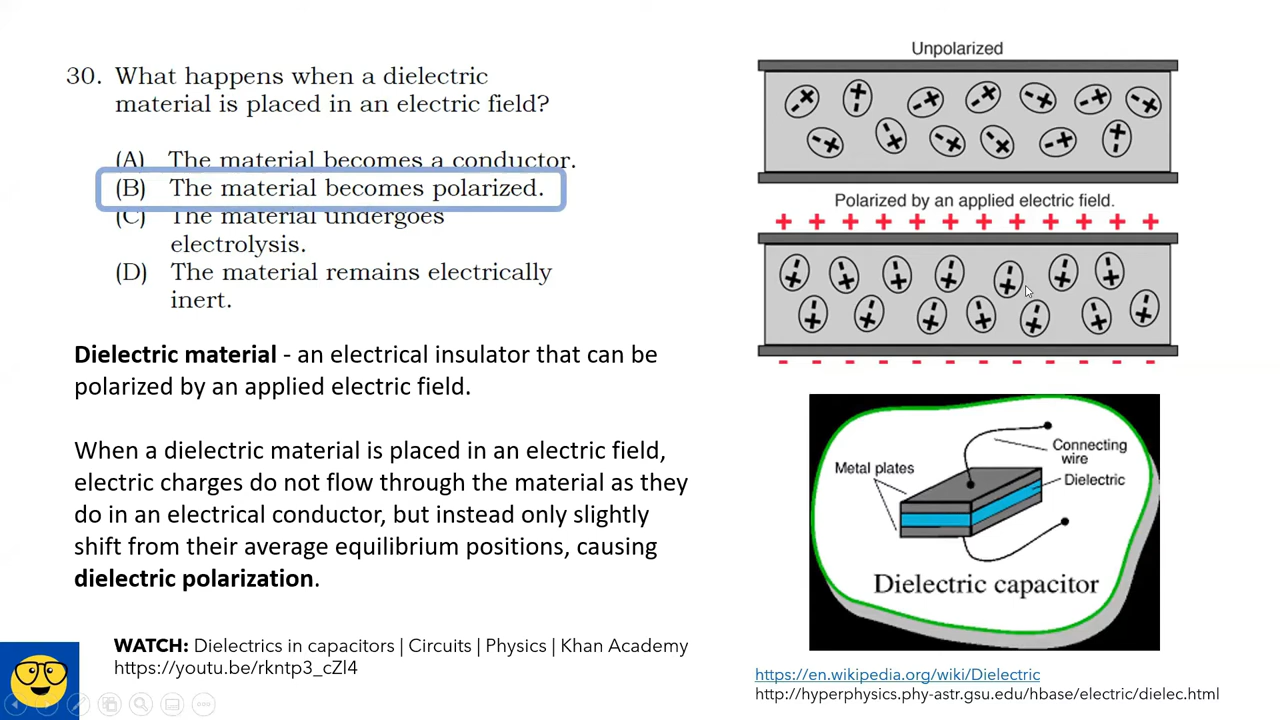 30. What happens when a dielectric
material is placed in an electric field?
(A) The material becomes a conductor.
(B) The material becomes polarized.
(C) The material undergoes
electrolysis.
(D) The material remains electrically
inert.
Dielectric material - an electrical insulator that can be
polarized by an applied electric field.
When a dielectric material is placed in an electric field,
electric charges do not flow through the material as they
do in an electrical conductor, but instead only slightly
shift from their average equilibrium positions, causing
dielectric polarization.
WATCH: Dielectrics in capacitors | Circuits | Physics | Khan Academy
https://youtu.be/rkntp3_cZl4
Unpolarized
Polarized by an applied electric field.
+ + + + + + + + + + +
- - - - - - - - - - -
Connecting
wire
Metal plates
Dielectric
Dielectric capacitor
https://en.wikipedia.org/wiki/Dielectric
http://hyperphysics.phy-astr.gsu.edu/hbase/electric/dielec.html